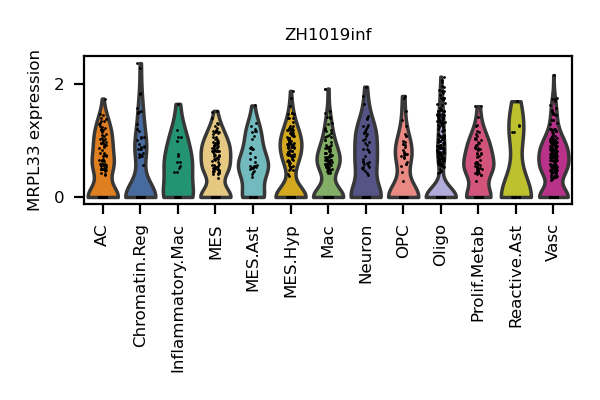 ZH1019inf
MRPL33 expression
2
0
AC
Chromatin.Reg
Inflammatory.Mac
MES
MES.Ast
MES.Hyp
Mac
Neuron
OPC
Oligo
Prolif.Metab
Reactive.Ast
Vasc